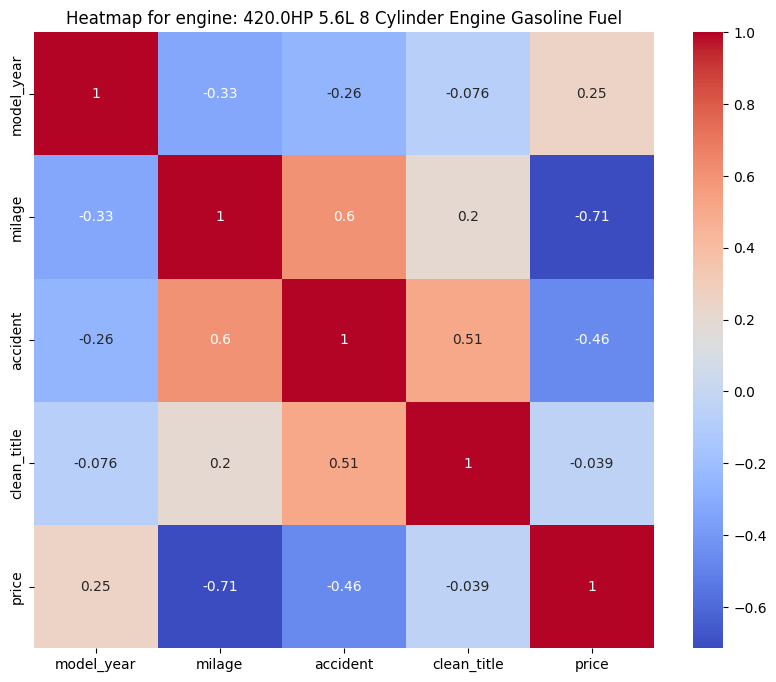 Heatmap for engine: 420.0HP 5.6L 8 Cylinder Engine Gasoline Fuel
model_year 1 -0.33 -0.26 -0.076 0.25
milage -0.33 1 0.6 0.2 -0.71
accident -0.26 0.6 1 0.51 -0.46
clean_title -0.076 0.2 0.51 1 -0.039
price 0.25 -0.71 -0.46 -0.039 1
model_year milage accident clean_title price
1.0
0.8
0.6
0.4
0.2
0.0
−0.2
−0.4
−0.6